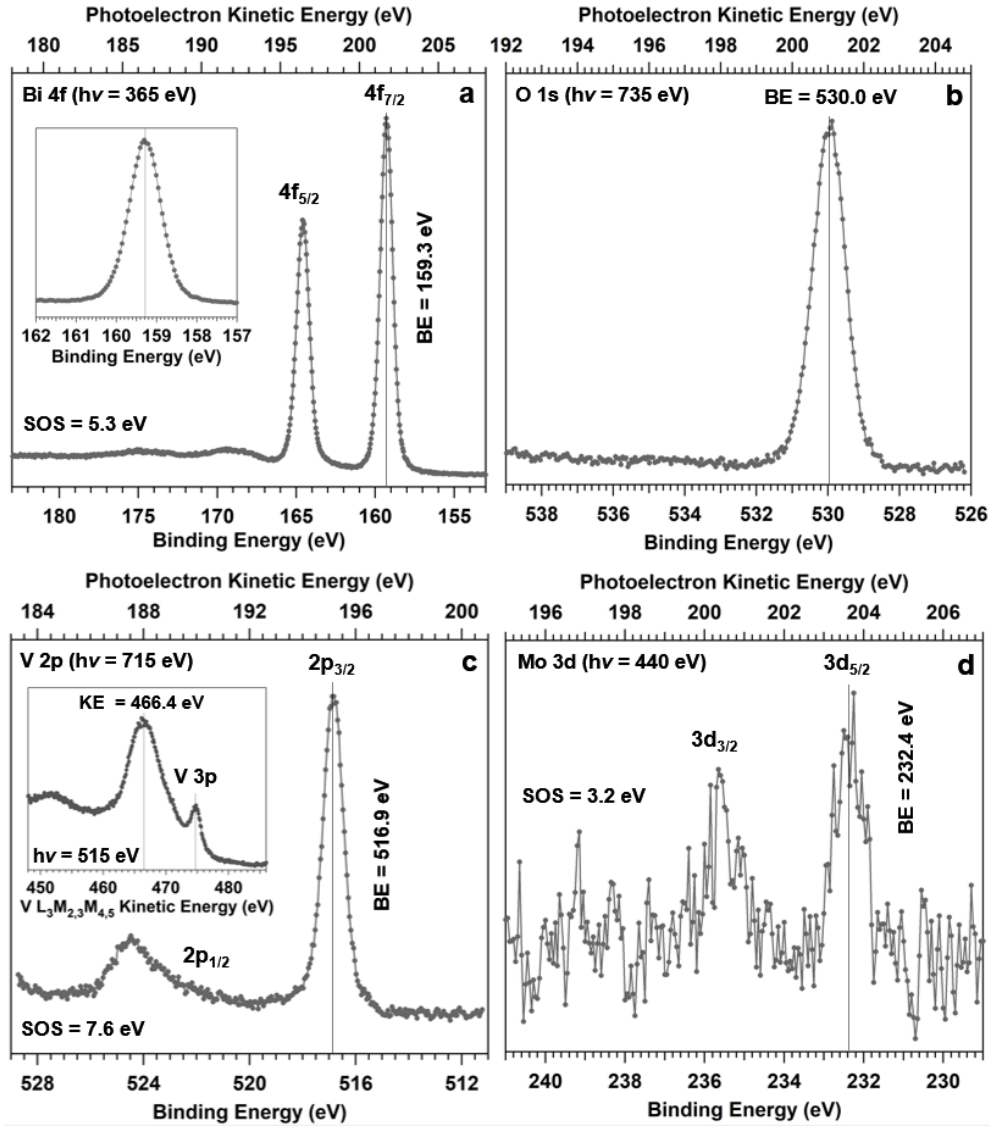 Photoelectron Kinetic Energy (eV)
180 185 190 195 200 205
Bi 4f (hν = 365 eV)
4f7/2
a
4f5/2
BE = 159.3 eV
162 161 160 159 158 157
Binding Energy (eV)
SOS = 5.3 eV
180 175 170 165 160 155
Binding Energy (eV)
Photoelectron Kinetic Energy (eV)
192 194 196 198 200 202 204
O 1s (hν = 735 eV)
BE = 530.0 eV
b
538 536 534 532 530 528 526
Binding Energy (eV)
Photoelectron Kinetic Energy (eV)
184 188 192 196 200
V 2p (hν = 715 eV)
2p3/2
c
KE = 466.4 eV
V 3p
hν = 515 eV
450 460 470 480
V L3M2,3M4,5 Kinetic Energy (eV)
BE = 516.9 eV
2p1/2
SOS = 7.6 eV
528 524 520 516 512
Binding Energy (eV)
Photoelectron Kinetic Energy (eV)
196 198 200 202 204 206
Mo 3d (hν = 440 eV)
3d5/2
d
3d3/2
BE = 232.4 eV
SOS = 3.2 eV
240 238 236 234 232 230
Binding Energy (eV)